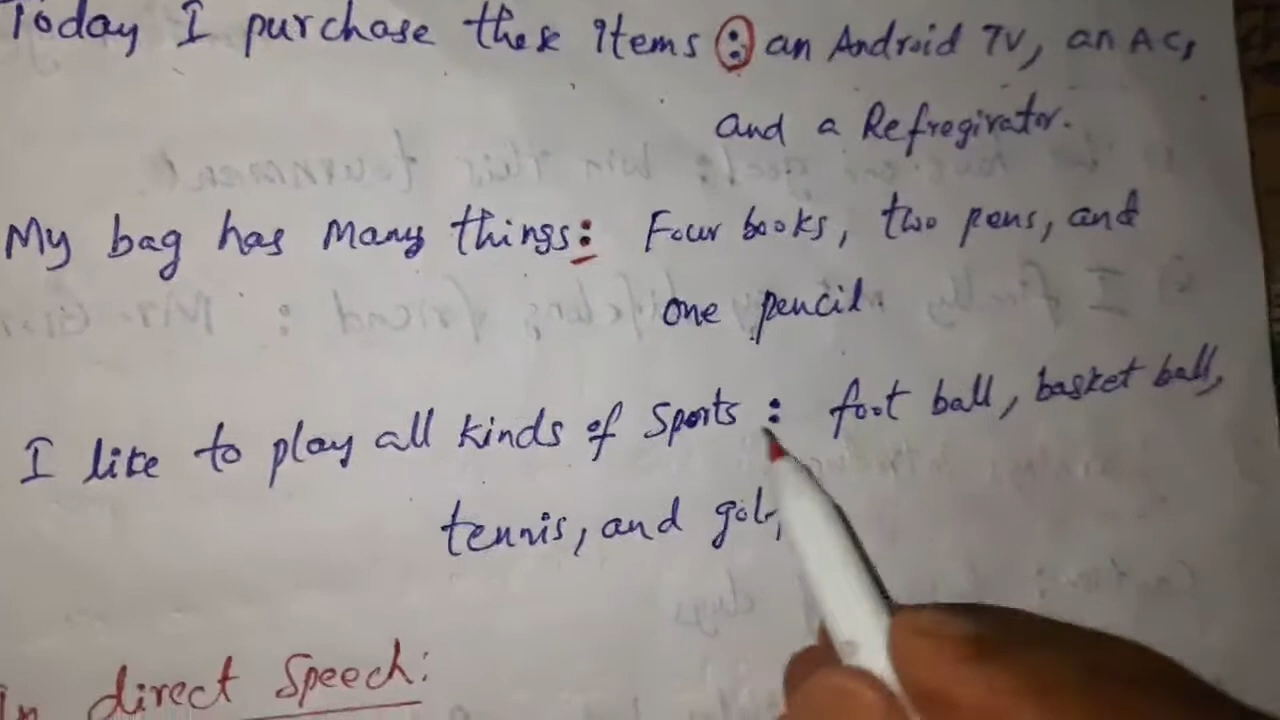 Today I purchase these items : an Android TV, an AC,
and a Refregirator.
My bag has many things: Four books, two pens, and
one pencil.
I like to play all kinds of Sports : foot ball, basket ball,
tennis, and
In direct Speech: